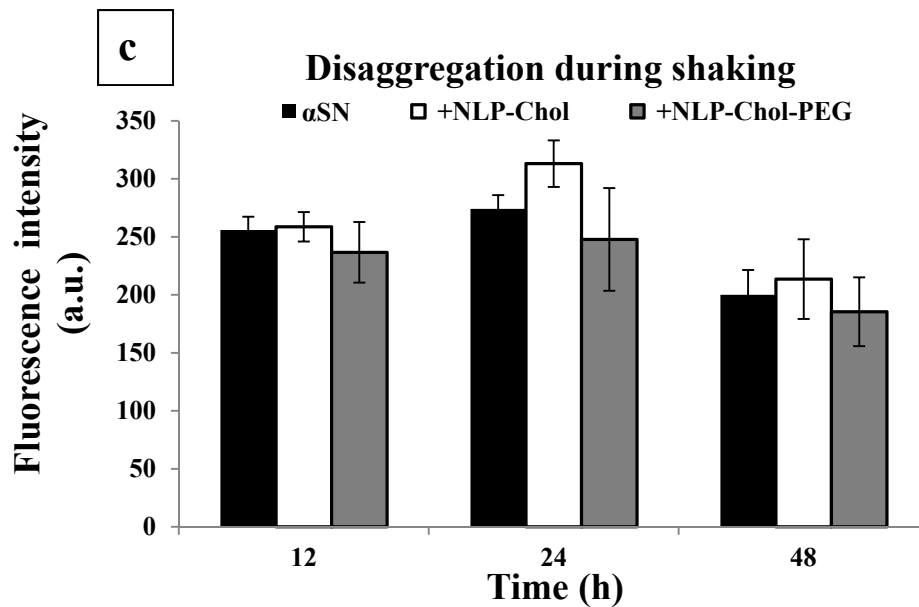 c
Disaggregation during shaking
αSN +NLP-Chol +NLP-Chol-PEG
Fluorescence intensity
(a.u.)
350
300
250
200
150
100
50
0
12 24 48
Time (h)